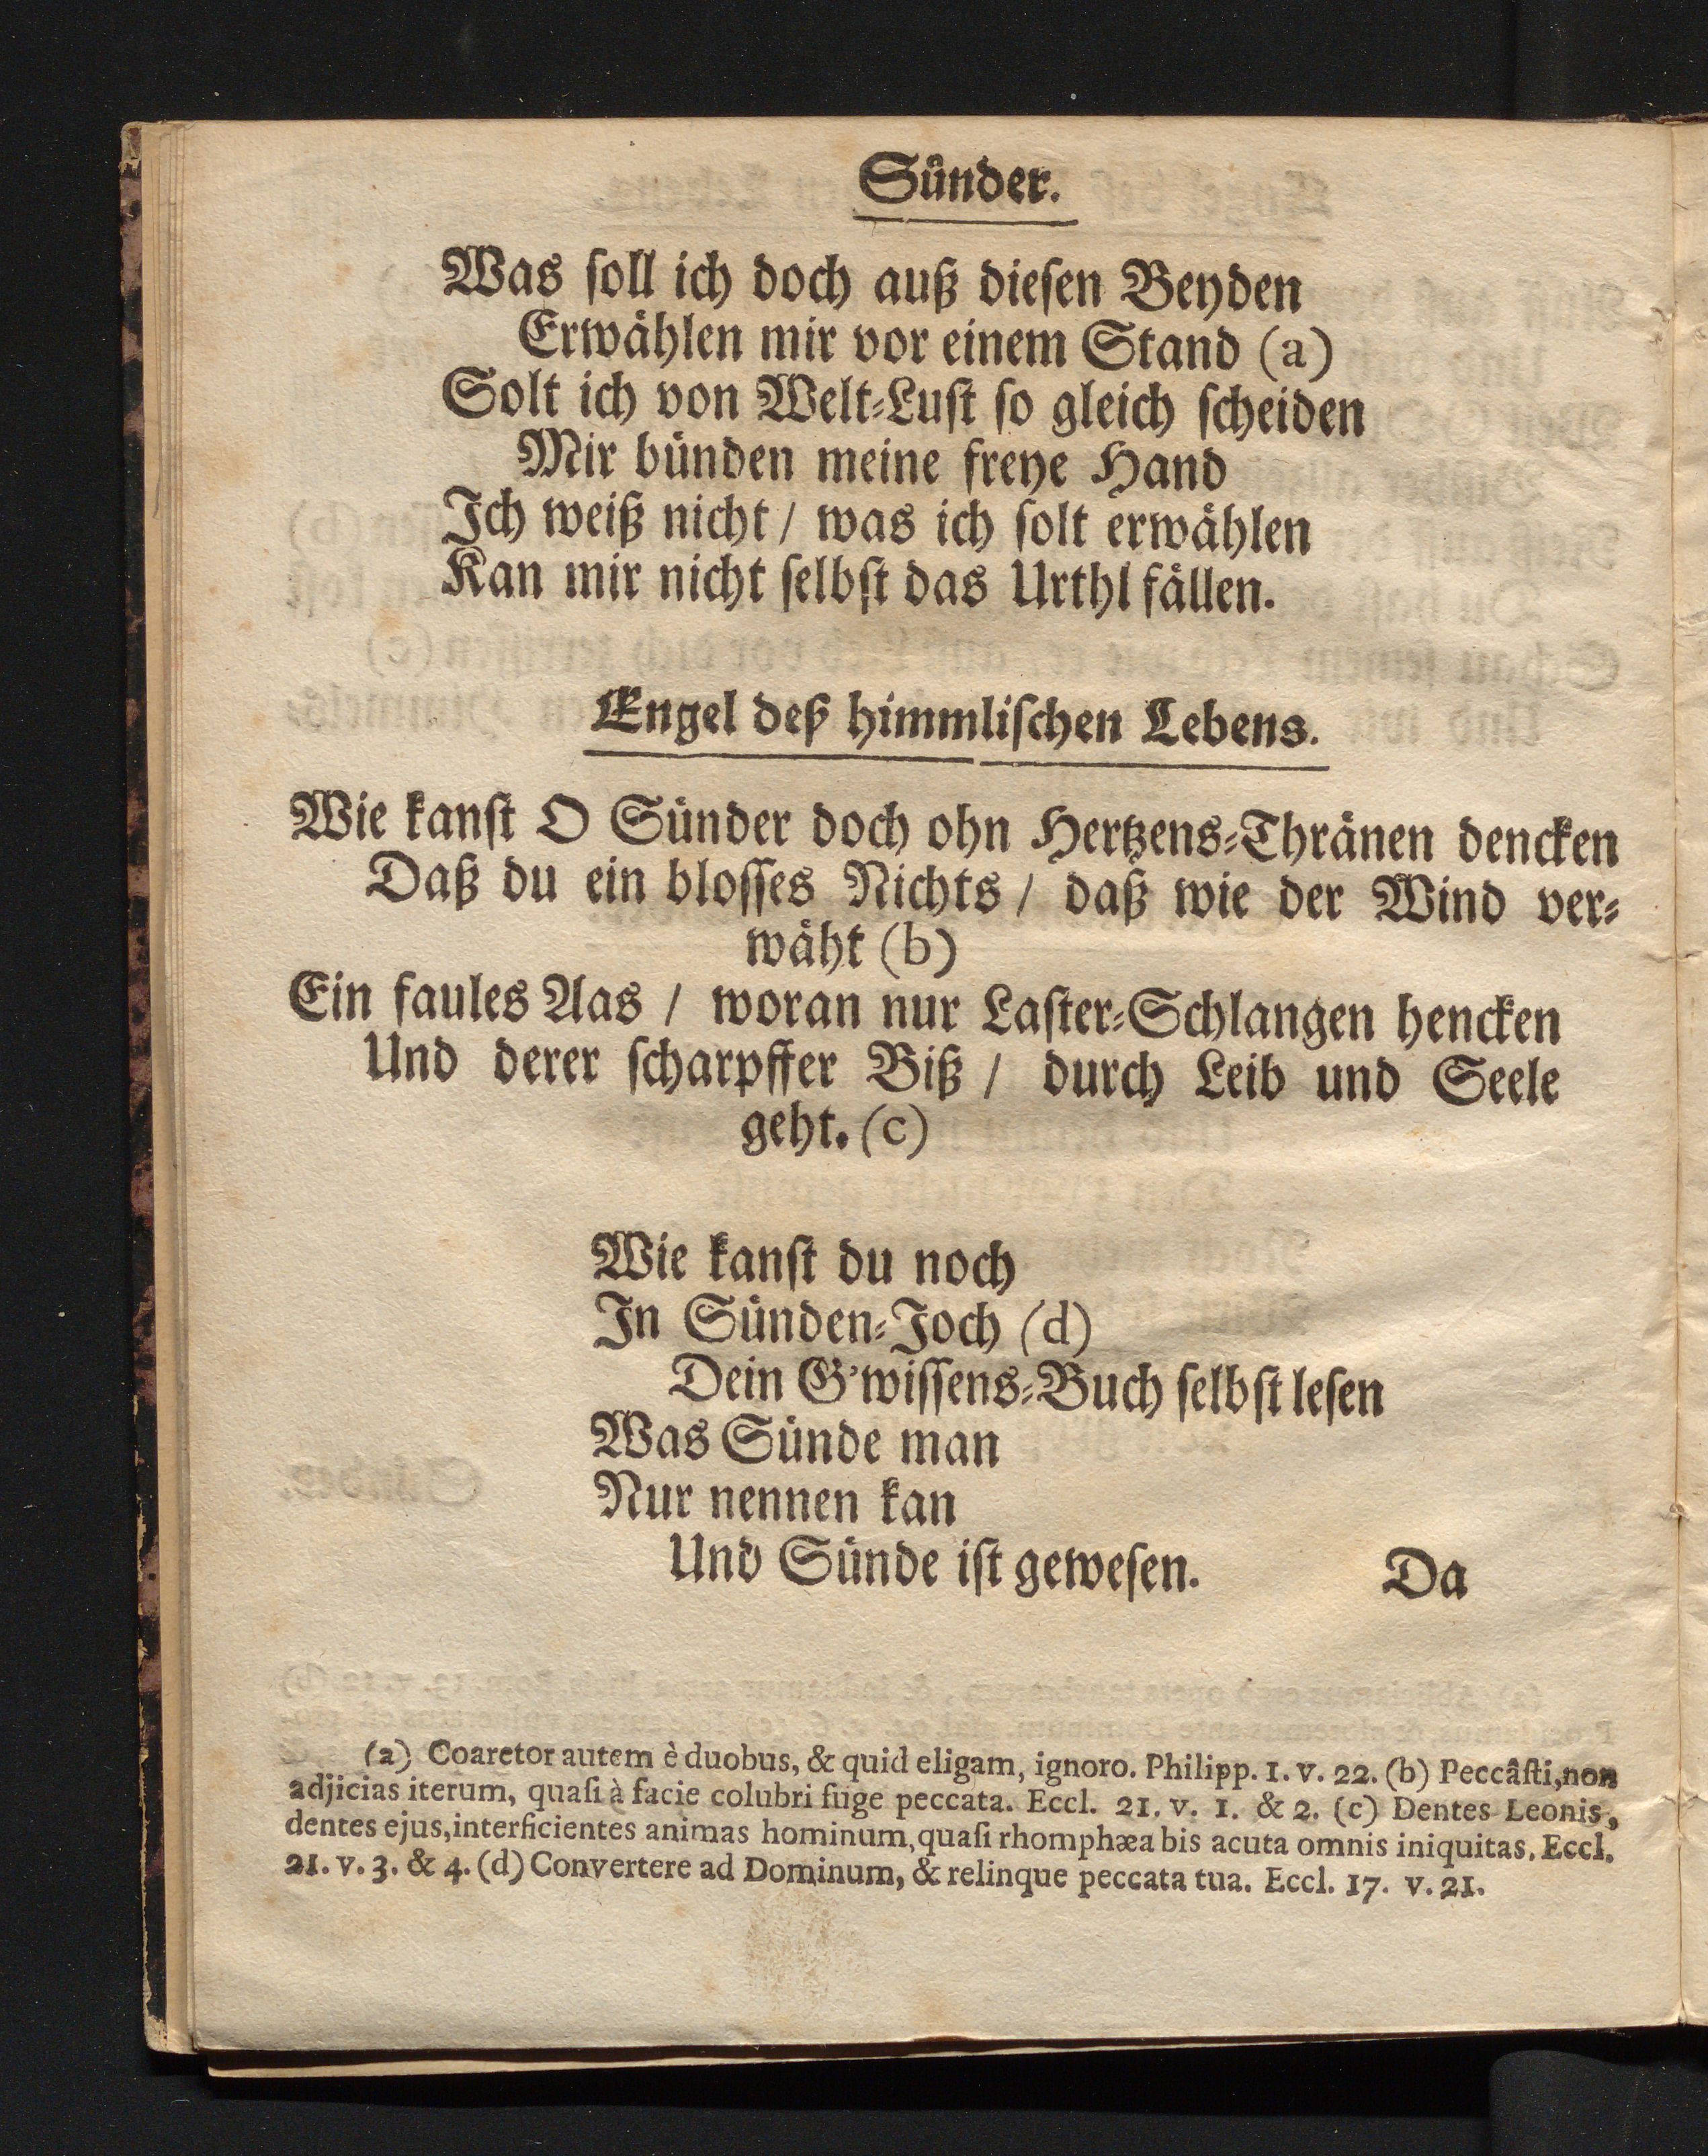 Sünder.
Was soll ich doch auß diesen Beyden
Erwählen mir vor einem Stand (a)
Solt ich von Welt-Lust so gleich scheiden
Mir bünden meine freye Hand
Ich weiß nicht / was ich solt erwählen
Kan mir nicht selbst das Urthl fällen.
Engel deß himmlischen Lebens.
Wie kanst O Sünder doch ohn Hertzens-Thränen dencken
Daß du ein blosses Nichts / daß wie der Wind ver-
wäht (b)
Ein faules Aas / woran nur Laster-Schlangen hencken
Und derer scharpffer Biß / durch Leib und Seele
geht. (c)
Wie kanst du noch
In Sünden-Joch (d)
Dein G'wissens-Buch selbst lesen
Was Sünde man
Nur nennen kan
Und Sünde ist gewesen.
Da
(a) Coaretor autem è duobus, & quid eligam, ignoro. Philipp. 1. v. 22. (b) Peccâsti, non
adjicias iterum, quasi à facie colubri fuge peccata. Eccl. 21. v. 1. & 2. (c) Dentes Leonis,
dentes ejus, interficientes animas hominum, quasi rhomphæa bis acuta omnis iniquitas. Eccl.
21. v. 3. & 4. (d) Convertere ad Dominum, & relinque peccata tua. Eccl. 17. v. 21.